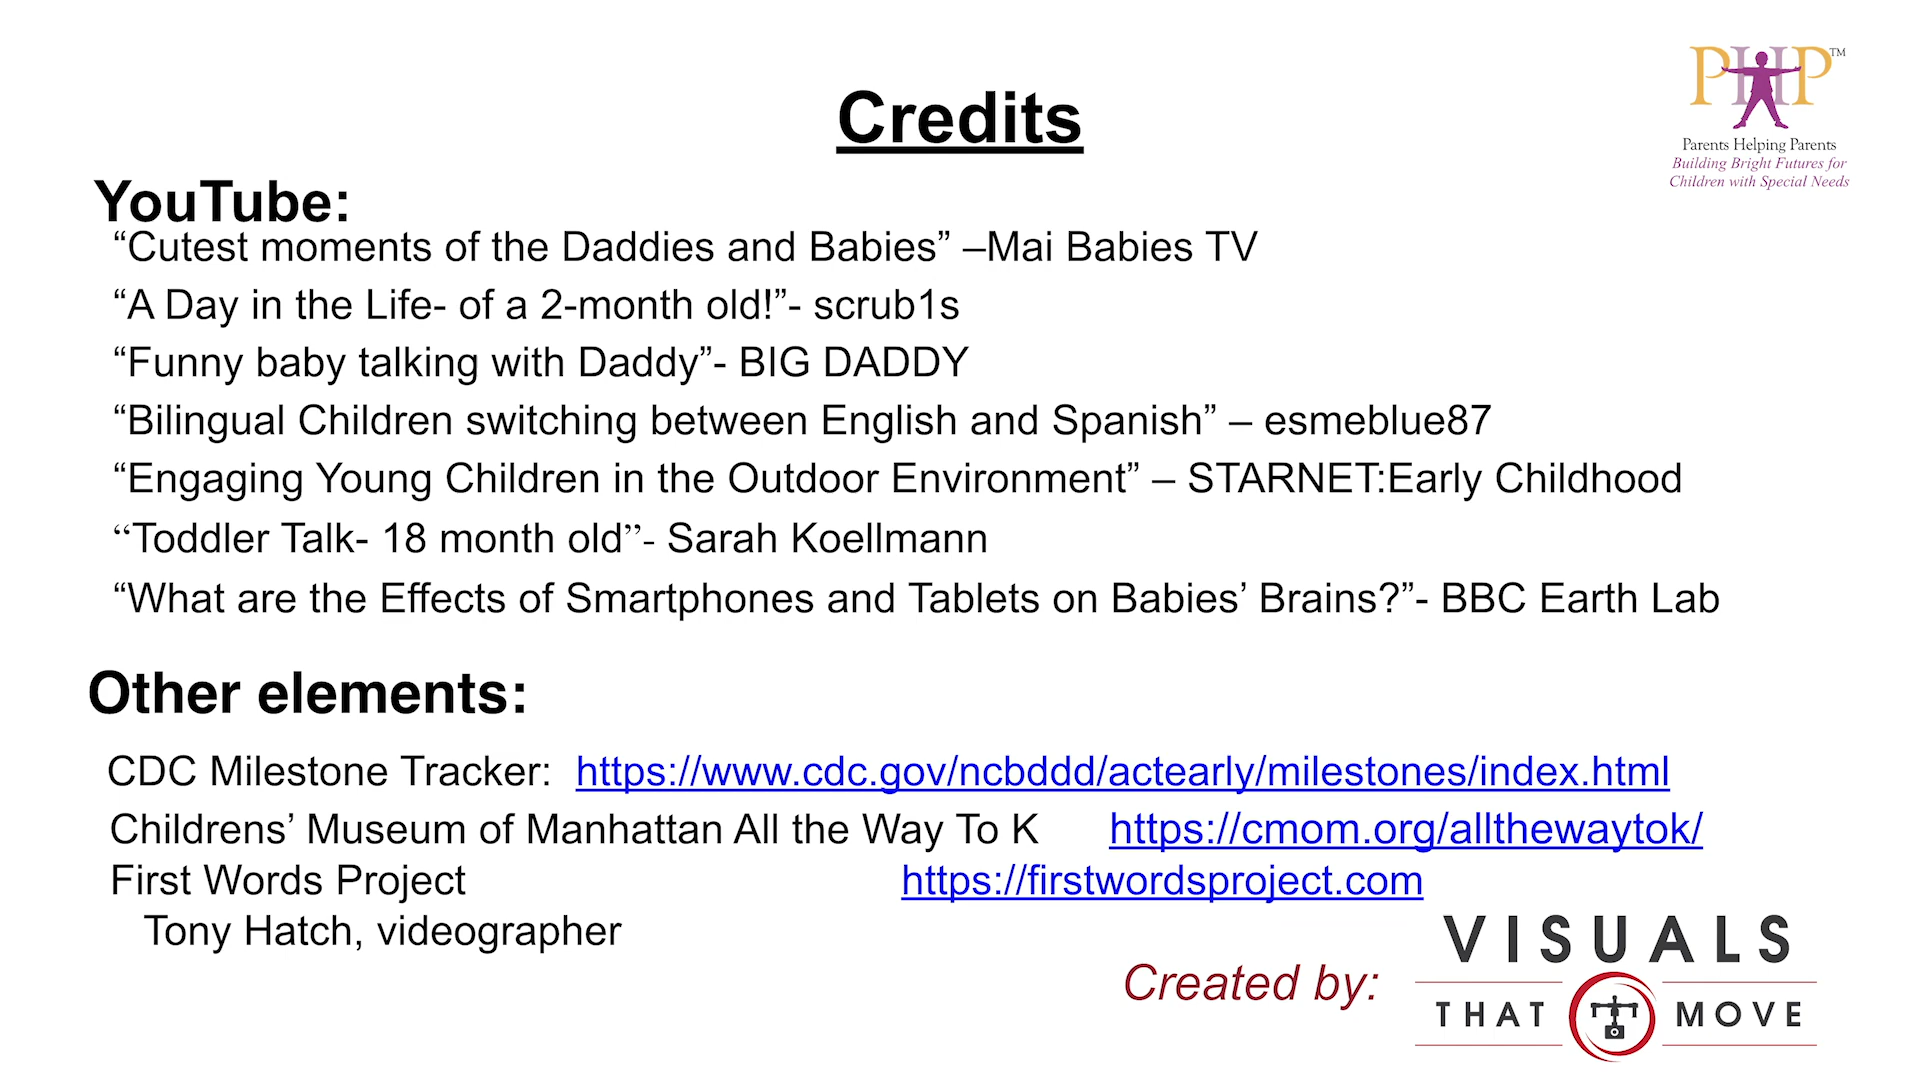 PHP™
Parents Helping Parents
Building Bright Futures for
Children with Special Needs
Credits
YouTube:
“Cutest moments of the Daddies and Babies” –Mai Babies TV
“A Day in the Life- of a 2-month old!”- scrub1s
“Funny baby talking with Daddy”- BIG DADDY
“Bilingual Children switching between English and Spanish” – esmeblue87
“Engaging Young Children in the Outdoor Environment” – STARNET:Early Childhood
“Toddler Talk- 18 month old”- Sarah Koellmann
“What are the Effects of Smartphones and Tablets on Babies’ Brains?”- BBC Earth Lab
Other elements:
CDC Milestone Tracker: https://www.cdc.gov/ncbddd/actearly/milestones/index.html
Childrens’ Museum of Manhattan All the Way To K https://cmom.org/allthewaytok/
First Words Project https://firstwordsproject.com
Tony Hatch, videographer
Created by:
VISUALS
THAT MOVE